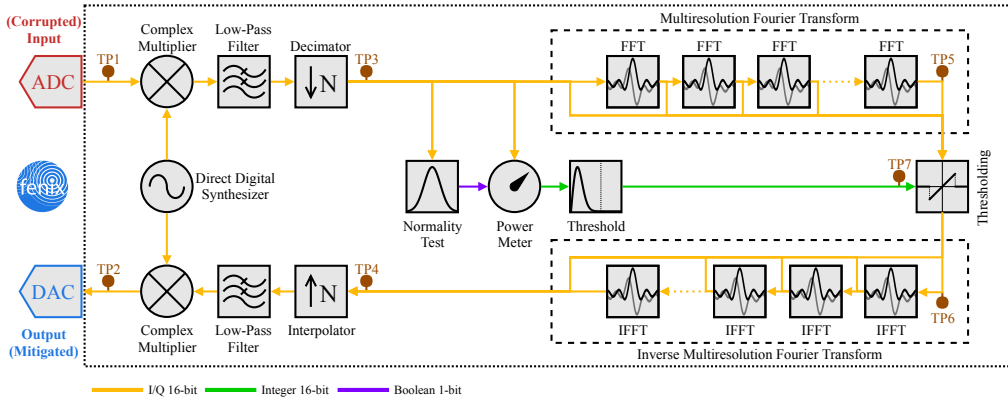 (Corrupted)
Input
ADC
TP1
Complex
Multiplier
Low-Pass
Filter
Decimator
↓N
TP3
Multiresolution Fourier Transform
FFT
FFT
FFT
FFT
TP5
fenix
Direct Digital
Synthesizer
Normality
Test
Power
Meter
Threshold
TP7
Thresholding
DAC
Output
(Mitigated)
TP2
Complex
Multiplier
Low-Pass
Filter
↑N
Interpolator
TP4
IFFT
IFFT
IFFT
IFFT
TP6
Inverse Multiresolution Fourier Transform
I/Q 16-bit
Integer 16-bit
Boolean 1-bit